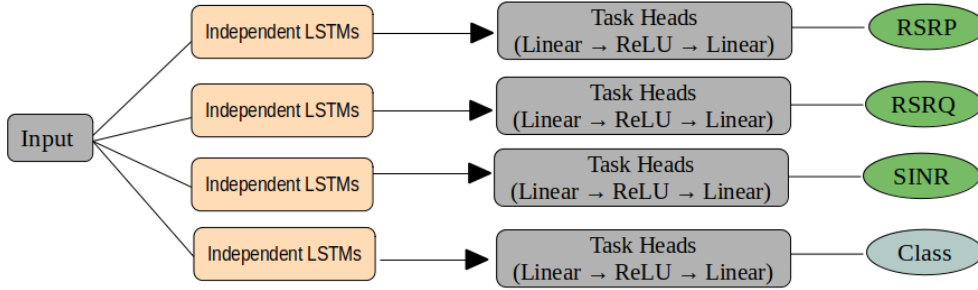 Input
Independent LSTMs
Task Heads
(Linear → ReLU → Linear)
RSRP
Independent LSTMs
Task Heads
(Linear → ReLU → Linear)
RSRQ
Independent LSTMs
Task Heads
(Linear → ReLU → Linear)
SINR
Independent LSTMs
Task Heads
(Linear → ReLU → Linear)
Class